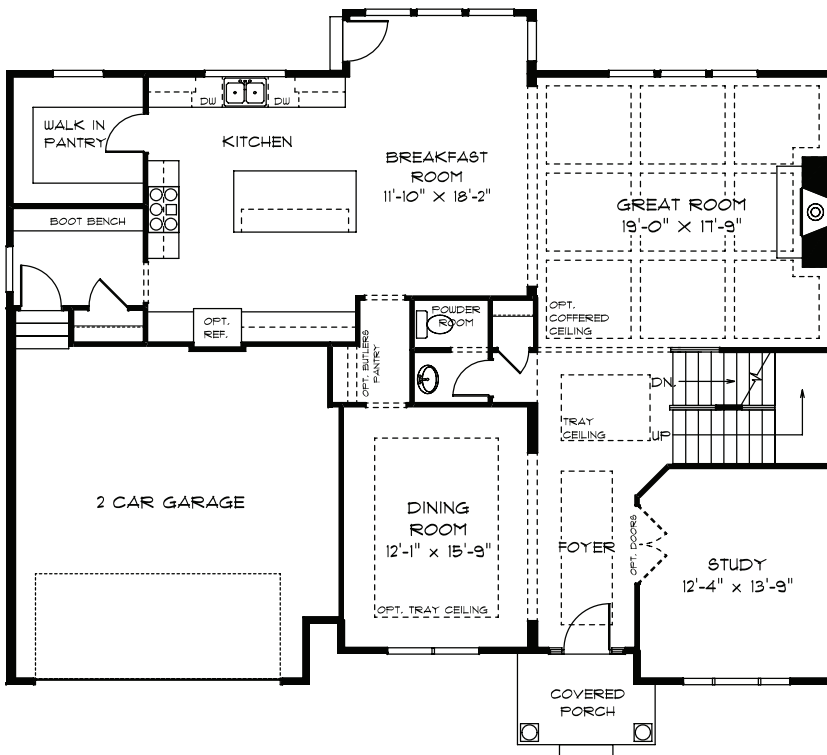 WALK IN
PANTRY
DW
DW
KITCHEN
BREAKFAST
ROOM
11'-10" X 18'-2"
GREAT ROOM
19'-0" X 17'-9"
BOOT BENCH
OPT.
REF.
POWDER
ROOM
OPT.
COFFERED
CEILING
OPT. BUTLERS
PANTRY
DN.
UP
TRAY
CEILING
2 CAR GARAGE
DINING
ROOM
12'-1" x 15'-9"
OPT. TRAY CEILING
FOYER
OPT. DOORS
STUDY
12'-4" x 13'-9"
COVERED
PORCH